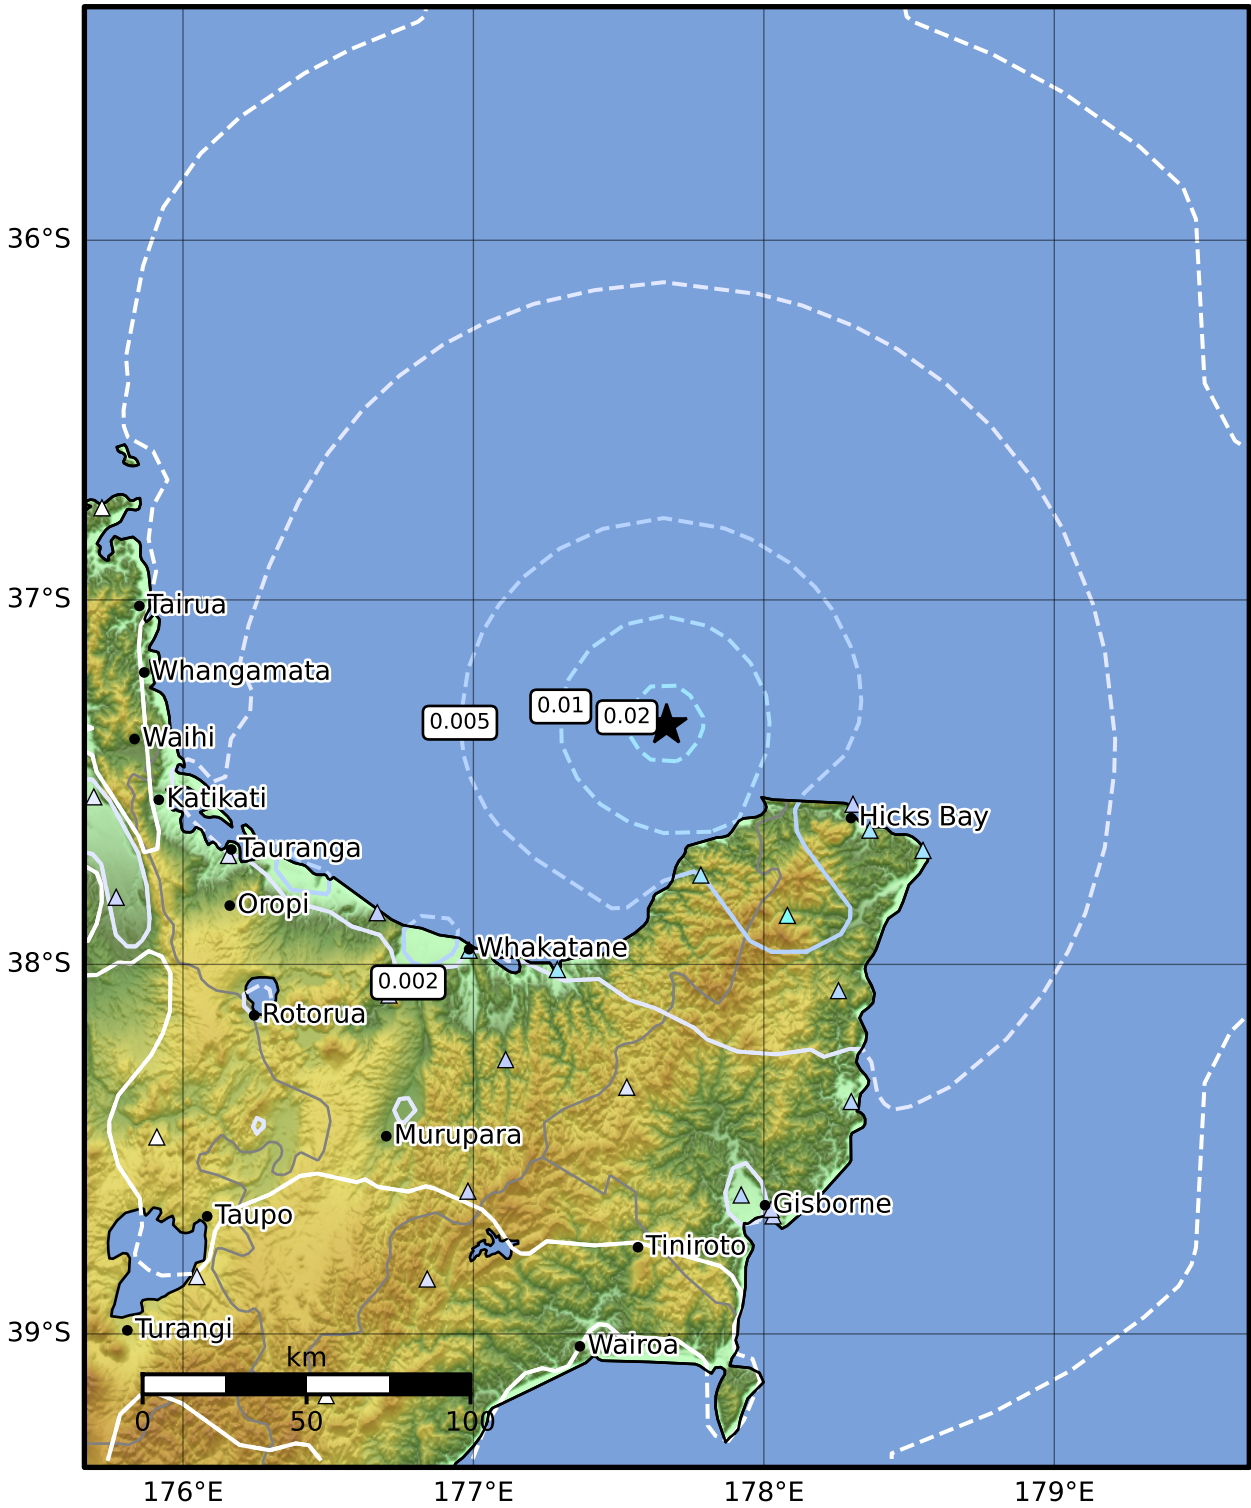 36°S
37°S
Tairua
Whangamata
0.005
0.01
0.02
Waihi
Katikati
Hicks Bay
Tauranga
Oropi
Whakatane
38°S
0.002
Rotorua
Murupara
Gisborne
Taupo
Tiniroto
39°S
Turangi
Wairoa
km
0
50
100
176°E
177°E
178°E
179°E